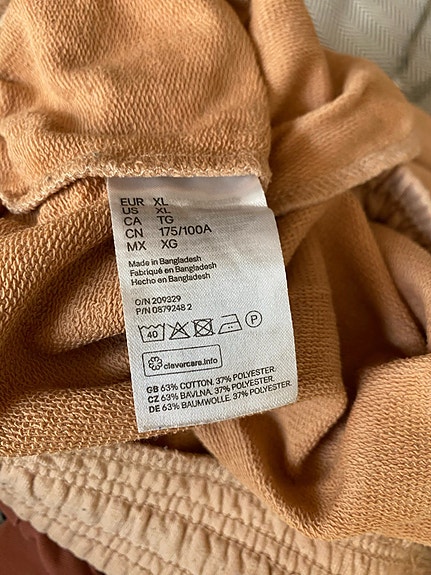 EUR XL
US XL
CA TG
CN 175/100A
MX XG
Made in Bangladesh
Fabriqué en Bangladesh
Hecho en Bangladesh
O/N 209329
P/N 0879248 2
40 P
clevercare.info
GB 63% COTTON. 37% POLYESTER.
CZ 63% BAVLNA. 37% POLYESTER.
DE 63% BAUMWOLLE. 37% POLYESTER.